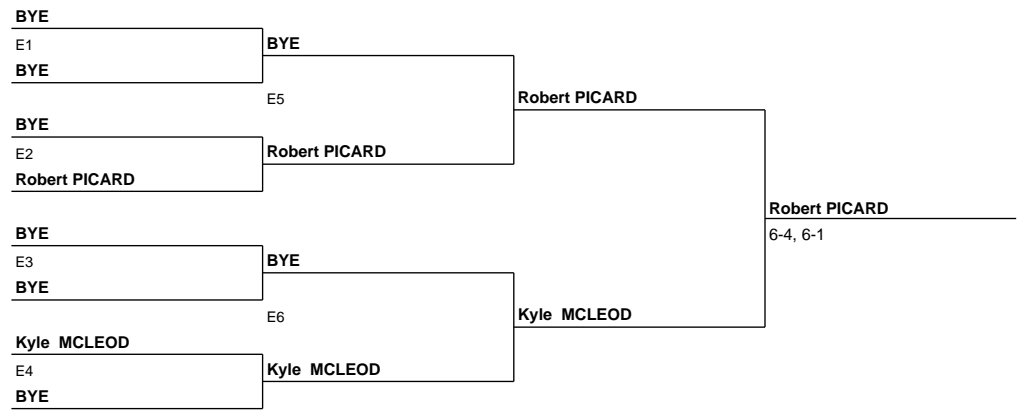 BYE
E1
BYE
BYE
E5
Robert PICARD
BYE
E2
Robert PICARD
Robert PICARD
Robert PICARD
6-4, 6-1
BYE
E3
BYE
BYE
E6
Kyle MCLEOD
Kyle MCLEOD
E4
Kyle MCLEOD
BYE